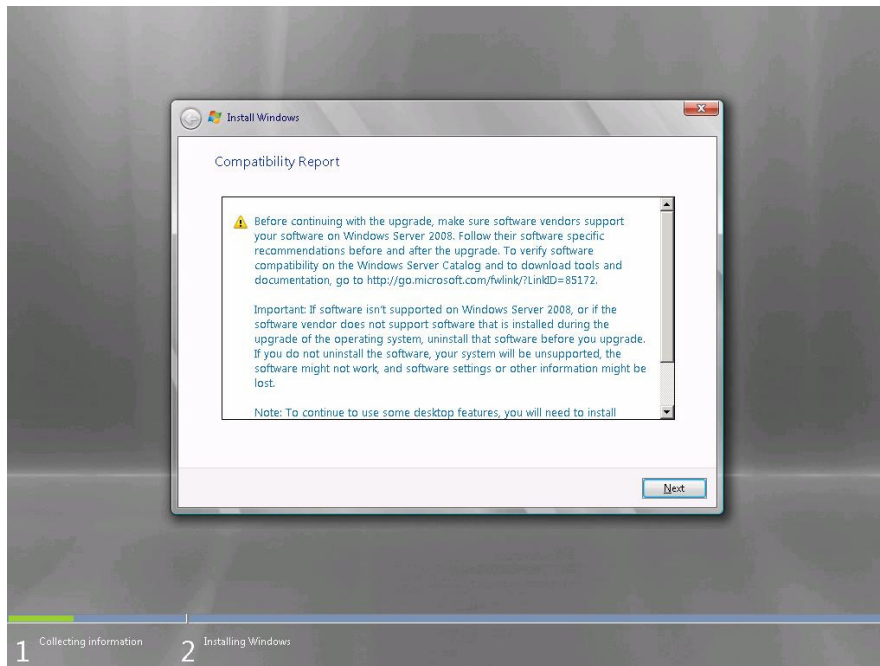 Install Windows
Compatibility Report
Before continuing with the upgrade, make sure software vendors support
your software on Windows Server 2008. Follow their software specific
recommendations before and after the upgrade. To verify software
compatibility on the Windows Server Catalog and to download tools and
documentation, go to http://go.microsoft.com/fwlink/?LinkID=85172.
Important: If software isn't supported on Windows Server 2008, or if the
software vendor does not support software that is installed during the
upgrade of the operating system, uninstall that software before you upgrade.
If you do not uninstall the software, your system will be unsupported, the
software might not work, and software settings or other information might be
lost.
Note: To continue to use some desktop features, you will need to install
Next
1 Collecting information
2 Installing Windows